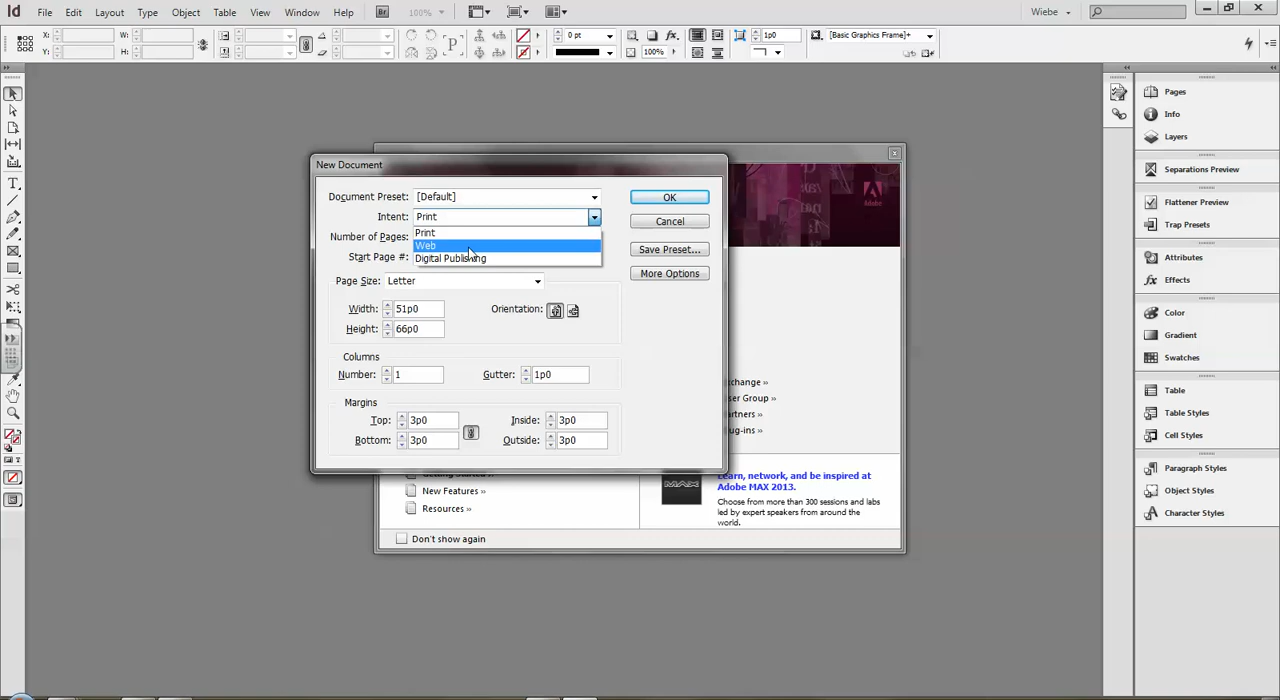 Id File Edit Layout Type Object Table View Window Help Br 100% Wiebe
X: W: 0 pt 1p0 [Basic Graphics Frame]+
Y: H: 100%
New Document
Document Preset: [Default] OK
Intent: Print Cancel
Print
Number of Pages: Web Save Preset...
Start Page #: Digital Publishing
More Options
Page Size: Letter
Width: 51p0 Orientation:
Height: 66p0
Columns
Number: 1 Gutter: 1p0
Margins
Top: 3p0 Inside: 3p0
Bottom: 3p0 Outside: 3p0
Adobe
xchange »
ser Group »
artners »
ug-ins »
New Features »
Resources »
MAX
Learn, network, and be inspired at
Adobe MAX 2013.
Choose from more than 300 sessions and labs
led by expert speakers from around the
world.
Don't show again
Pages
Info
Layers
Separations Preview
Flattener Preview
Trap Presets
Attributes
Effects
Color
Gradient
Swatches
Table
Table Styles
Cell Styles
Paragraph Styles
Object Styles
Character Styles